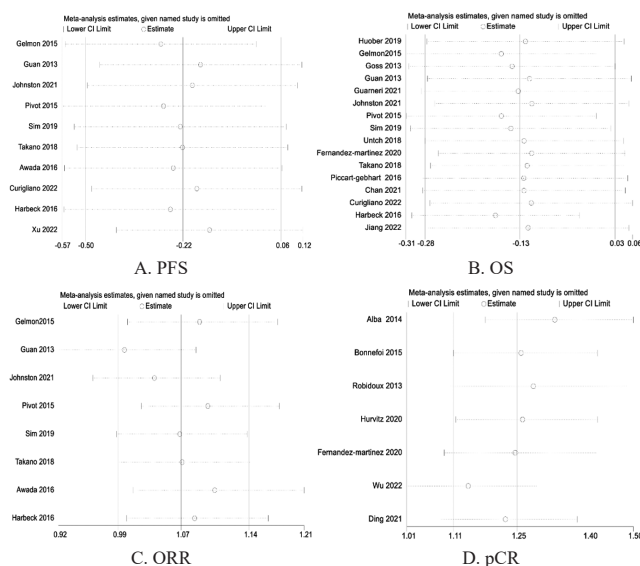 Meta-analysis estimates, given named study is omitted
Lower CI Limit Estimate Upper CI Limit
Gelmon 2015
Guan 2013
Johnston 2021
Pivot 2015
Sim 2019
Takano 2018
Awada 2016
Curigliano 2022
Harbeck 2016
Xu 2022
-0.57 -0.50 -0.22 0.06 0.12
A. PFS
Meta-analysis estimates, given named study is omitted
Lower CI Limit Estimate Upper CI Limit
Huober 2019
Gelmon2015
Goss 2013
Guan 2013
Guarneri 2021
Johnston 2021
Pivot 2015
Sim 2019
Untch 2018
Fernandez-martinez 2020
Takano 2018
Piccart-gebhart 2016
Chan 2021
Curigliano 2022
Harbeck 2016
Jiang 2022
-0.31 -0.28 -0.13 0.03 0.06
B. OS
Meta-analysis estimates, given named study is omitted
Lower CI Limit Estimate Upper CI Limit
Gelmon2015
Guan 2013
Johnston 2021
Pivot 2015
Sim 2019
Takano 2018
Awada 2016
Harbeck 2016
0.92 0.99 1.07 1.14 1.21
C. ORR
Meta-analysis estimates, given named study is omitted
Lower CI Limit Estimate Upper CI Limit
Alba 2014
Bonnefoi 2015
Robidoux 2013
Hurvitz 2020
Fernandez-martinez 2020
Wu 2022
Ding 2021
1.01 1.11 1.25 1.40 1.50
D. pCR